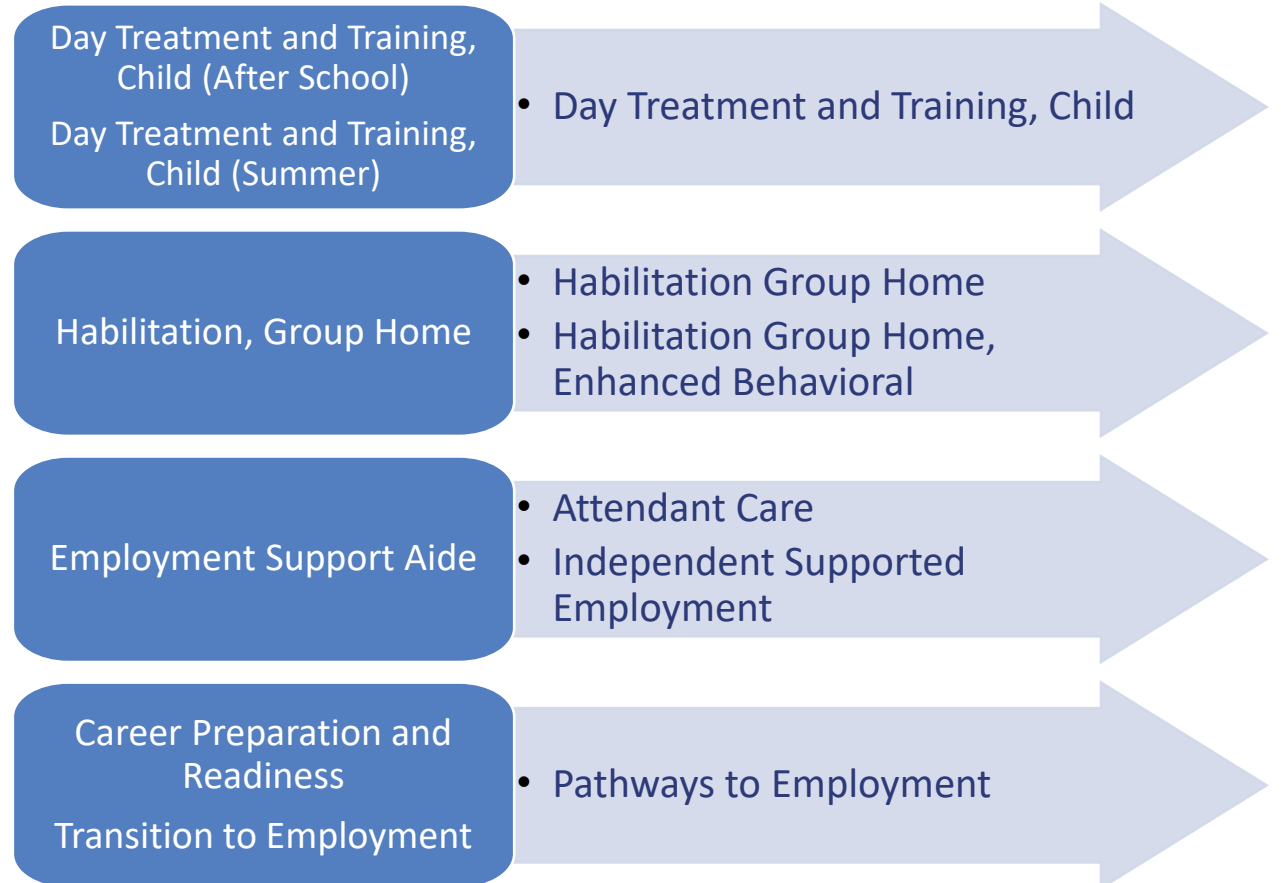 Day Treatment and Training,
Child (After School)
Day Treatment and Training,
Child (Summer)
• Day Treatment and Training, Child
Habilitation, Group Home
• Habilitation Group Home
• Habilitation Group Home,
Enhanced Behavioral
Employment Support Aide
• Attendant Care
• Independent Supported
Employment
Career Preparation and
Readiness
Transition to Employment
• Pathways to Employment